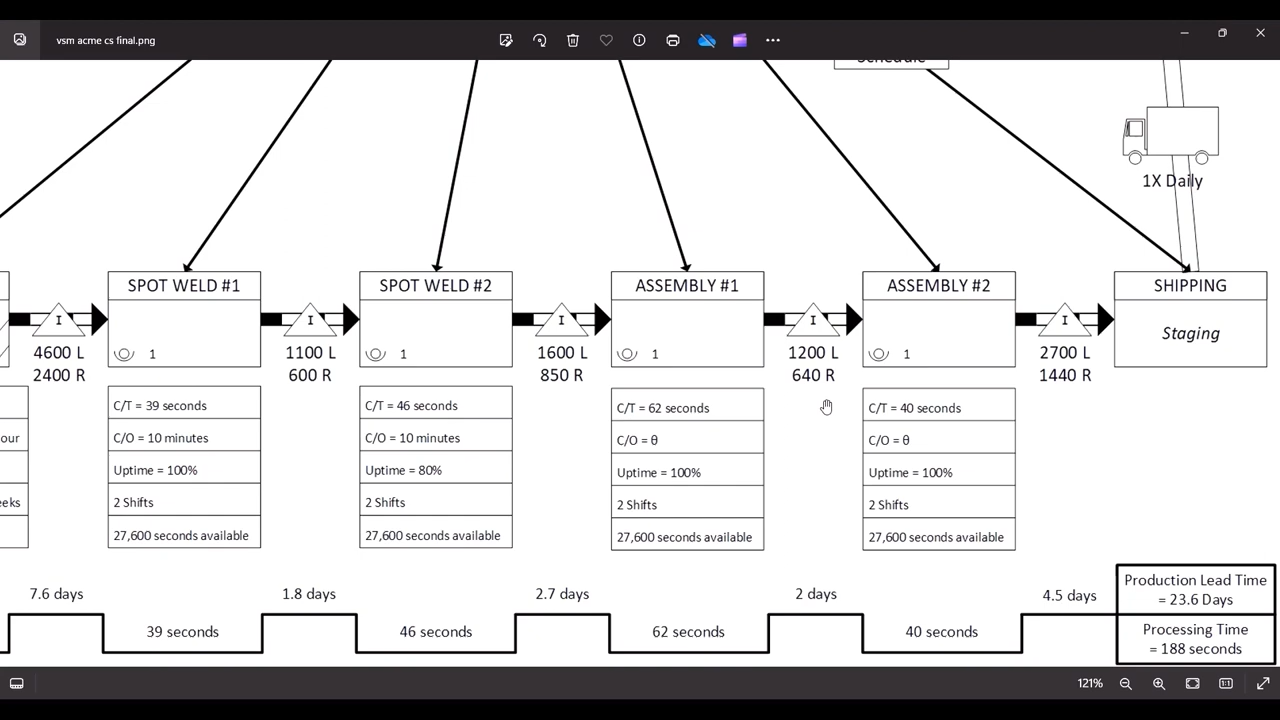 vsm acme cs final.png
Schedule
1X Daily
SPOT WELD #1
SPOT WELD #2
ASSEMBLY #1
ASSEMBLY #2
SHIPPING
I
I
I
I
I
Staging
1
1
1
1
4600 L
2400 R
1100 L
600 R
1600 L
850 R
1200 L
640 R
2700 L
1440 R
our
eeks
C/T = 39 seconds
C/O = 10 minutes
Uptime = 100%
2 Shifts
27,600 seconds available
C/T = 46 seconds
C/O = 10 minutes
Uptime = 80%
2 Shifts
27,600 seconds available
C/T = 62 seconds
C/O = θ
Uptime = 100%
2 Shifts
27,600 seconds available
C/T = 40 seconds
C/O = θ
Uptime = 100%
2 Shifts
27,600 seconds available
7.6 days
1.8 days
2.7 days
2 days
4.5 days
39 seconds
46 seconds
62 seconds
40 seconds
Production Lead Time
= 23.6 Days
Processing Time
= 188 seconds
121%
1:1